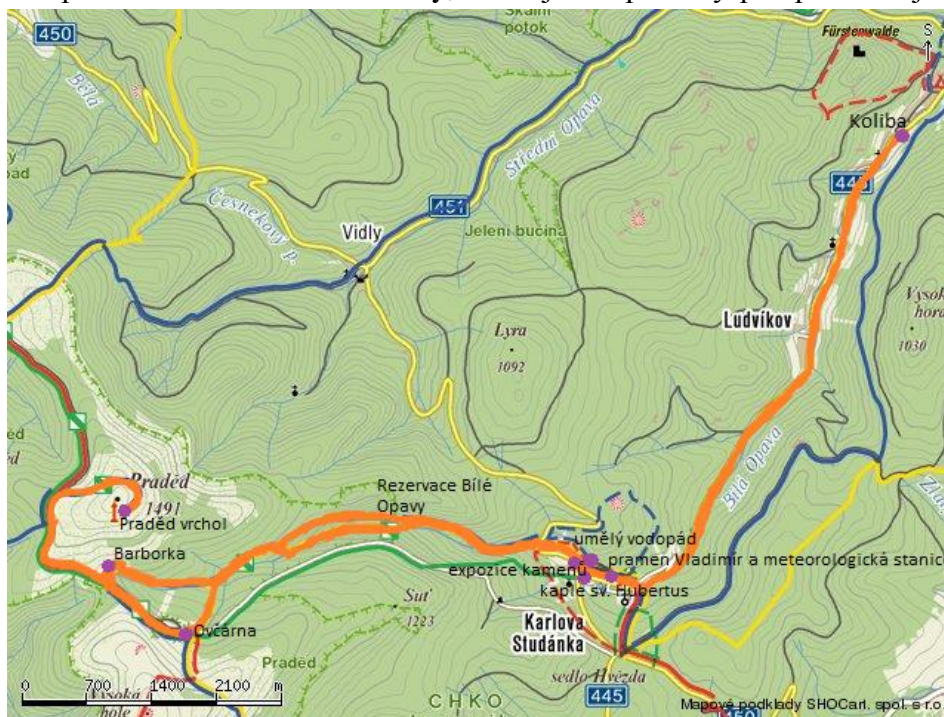 450
Skalní
potok
Fürstenwalde
S
Bělá
Koliba
Střední Opava
445
Česnekový p.
451
Vidly
Jelení bučina
Ludvíkov
Lyra
1092
1030
Bílá Opava
Praděd
1491
Praděd vrchol
Rezervace Bílé
Opavy
Barborka
umělý vodopád
pramen Vladimír a meteorologická stanice
expozice kamenů
kaple sv. Hubertus
Suť
1223
Ovčárna
Karlova
Studánka
Praděd
sedlo Hvězda
0 700 1400 2100 m
Vysoká
hole
CHKO
445
450
Mapové podklady SHOCart, spol. s r.o.